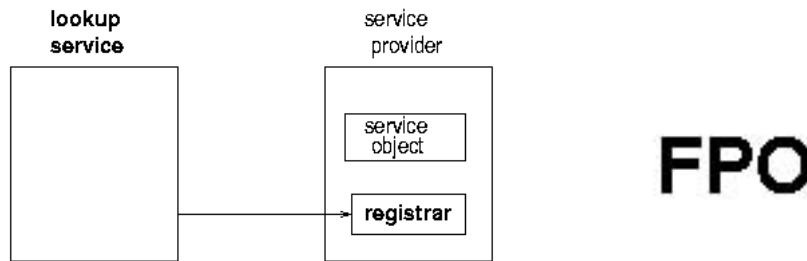 lookup
service
service
provider
service
object
registrar
FPO